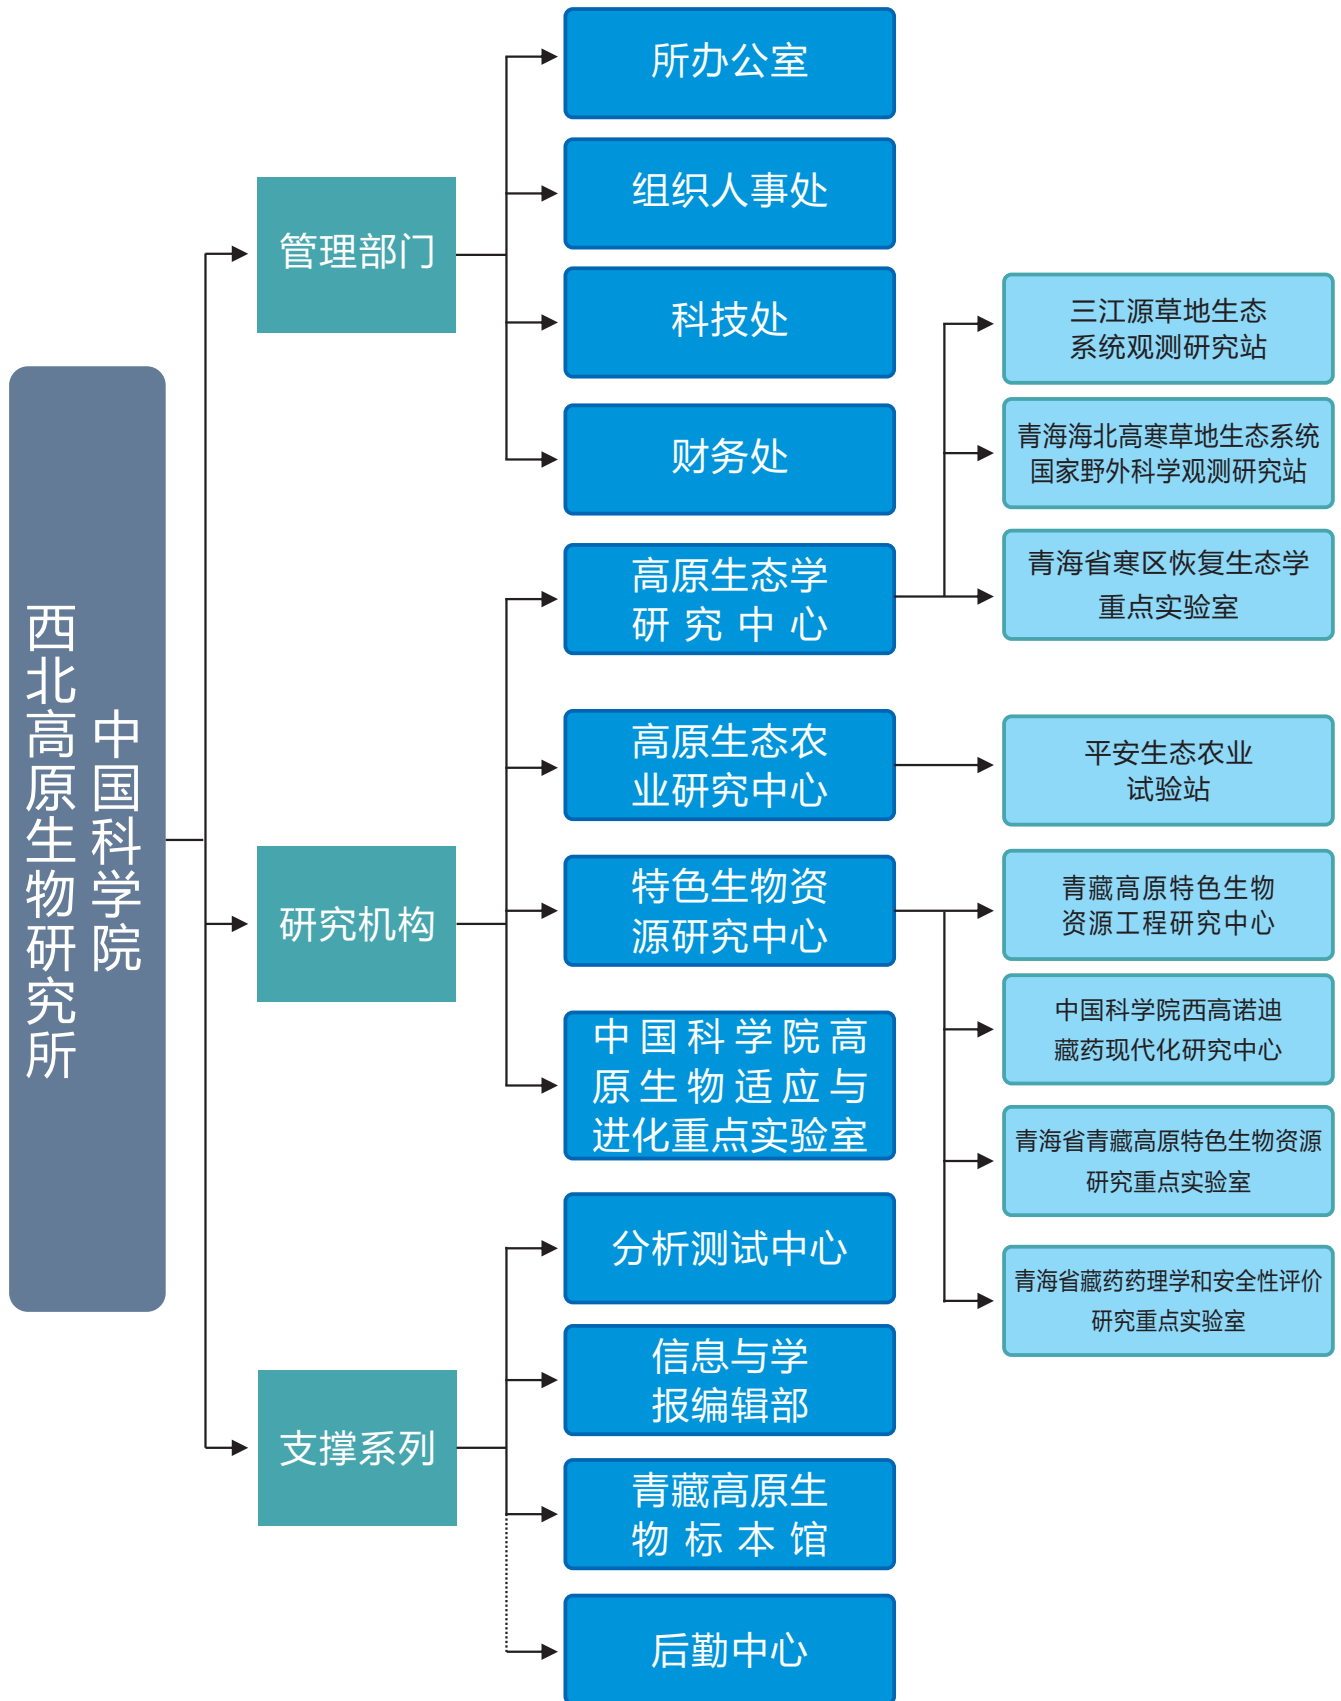 中国科学院
西北高原生物研究所
管理部门
所办公室
组织人事处
科技处
财务处
研究机构
高原生态学
研究中心
三江源草地生态
系统观测研究站
青海海北高寒草地生态系统
国家野外科学观测研究站
青海省寒区恢复生态学
重点实验室
高原生态农
业研究中心
平安生态农业
试验站
特色生物资
源研究中心
青藏高原特色生物
资源工程研究中心
中国科学院西高诺迪
藏药现代化研究中心
青海省青藏高原特色生物资源
研究重点实验室
青海省藏药药理学和安全性评价
研究重点实验室
中国科学院高
原生物适应与
进化重点实验室
支撑系列
分析测试中心
信息与学
报编辑部
青藏高原生
物标本馆
后勤中心